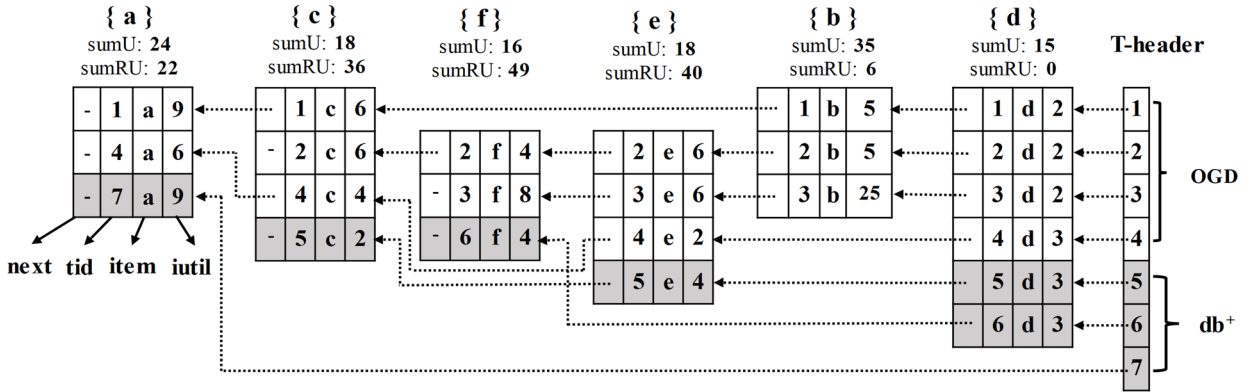 { a } { c } { f } { e } { b } { d }
sumU: 24 sumU: 18 sumU: 16 sumU: 18 sumU: 35 sumU: 15
sumRU: 22 sumRU: 36 sumRU: 49 sumRU: 40 sumRU: 6 sumRU: 0
T-header
- 1 a 9 1 c 6 1 b 5 1 d 2 1
- 4 a 6 - 2 c 6 2 f 4 2 e 6 2 b 5 2 d 2 2
- 7 a 9 4 c 4 - 3 f 8 3 e 6 3 b 25 3 d 2 3
OGD
- 5 c 2 - 6 f 4 4 e 2 4 d 3 4
next tid item iutil
5 e 4 5 d 3 5
6 d 3 6
db+
7